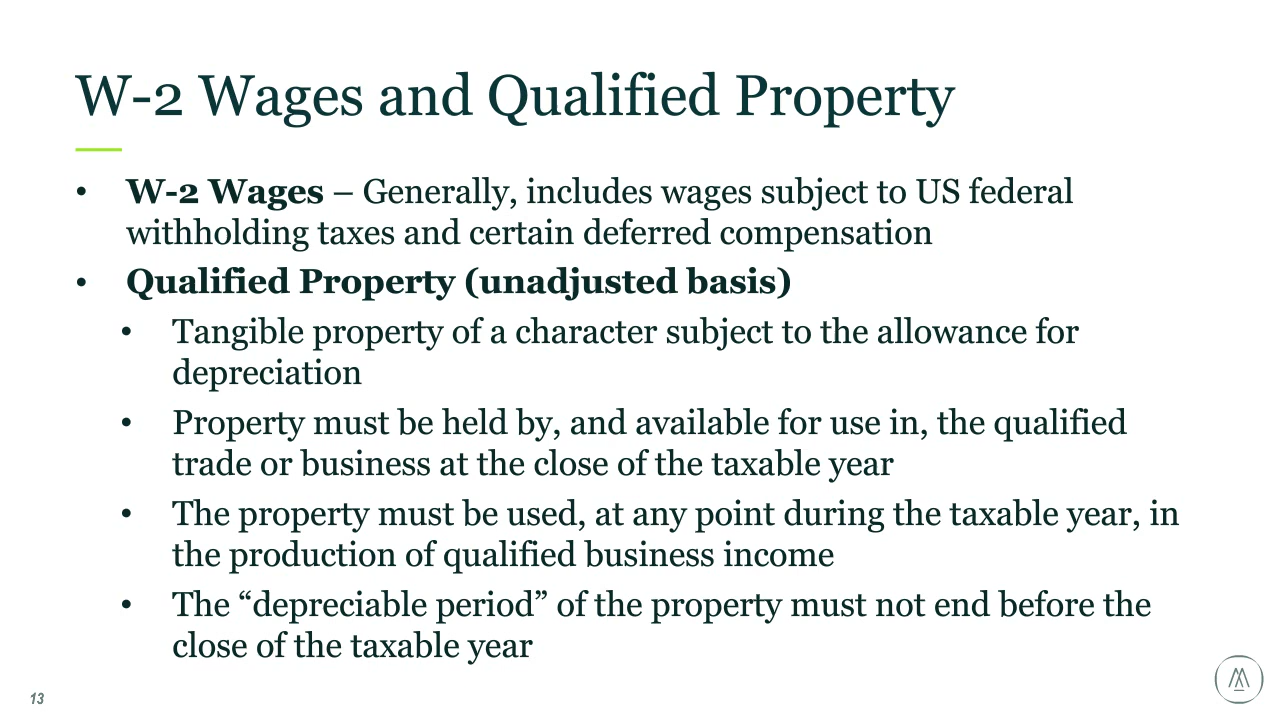 W-2 Wages and Qualified Property
• W-2 Wages – Generally, includes wages subject to US federal
withholding taxes and certain deferred compensation
• Qualified Property (unadjusted basis)
• Tangible property of a character subject to the allowance for
depreciation
• Property must be held by, and available for use in, the qualified
trade or business at the close of the taxable year
• The property must be used, at any point during the taxable year, in
the production of qualified business income
• The “depreciable period” of the property must not end before the
close of the taxable year
13